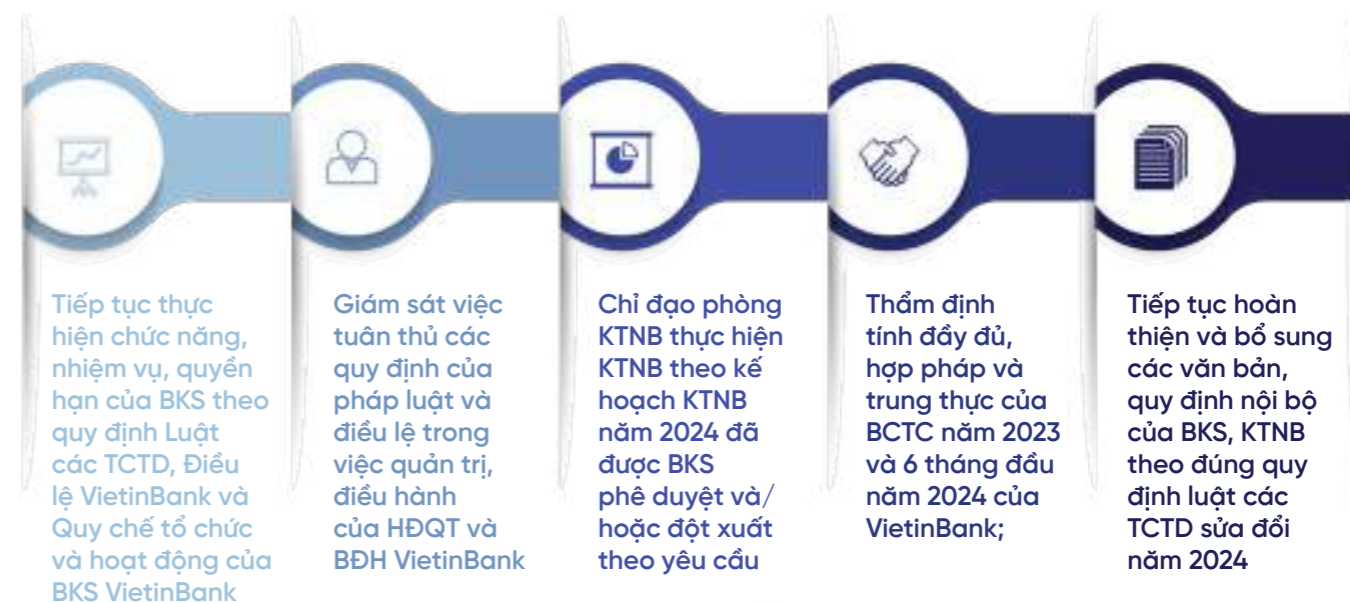 Tiếp tục thực
hiện chức năng,
nhiệm vụ, quyền
hạn của BKS theo
quy định Luật
các TCTD, Điều
lệ VietinBank và
Quy chế tổ chức
và hoạt động của
BKS VietinBank
Giám sát việc
tuân thủ các
quy định của
pháp luật và
điều lệ trong
việc quản trị,
điều hành
của HĐQT và
BĐH VietinBank
Chỉ đạo phòng
KTNB thực hiện
KTNB theo kế
hoạch KTNB
năm 2024 đã
được BKS
phê duyệt và/
hoặc đột xuất
theo yêu cầu
Thẩm định
tính đầy đủ,
hợp pháp và
trung thực của
BCTC năm 2023
và 6 tháng đầu
năm 2024 của
VietinBank;
Tiếp tục hoàn
thiện và bổ sung
các văn bản,
quy định nội bộ
của BKS, KTNB
theo đúng quy
định luật các
TCTD sửa đổi
năm 2024